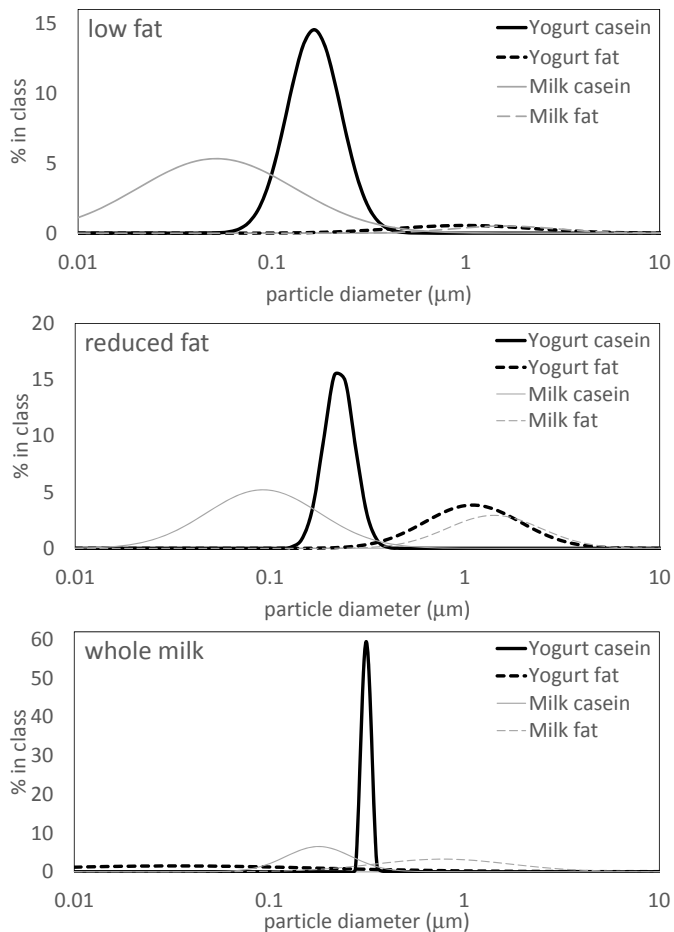 low fat
15
10
5
0
% in class
Yogurt casein
Yogurt fat
Milk casein
Milk fat
0.01 0.1 1 10
particle diameter (μm)
reduced fat
20
15
10
5
0
% in class
Yogurt casein
Yogurt fat
Milk casein
Milk fat
0.01 0.1 1 10
particle diameter (μm)
whole milk
60
50
40
30
20
10
0
% in class
Yogurt casein
Yogurt fat
Milk casein
Milk fat
0.01 0.1 1 10
particle diameter (μm)